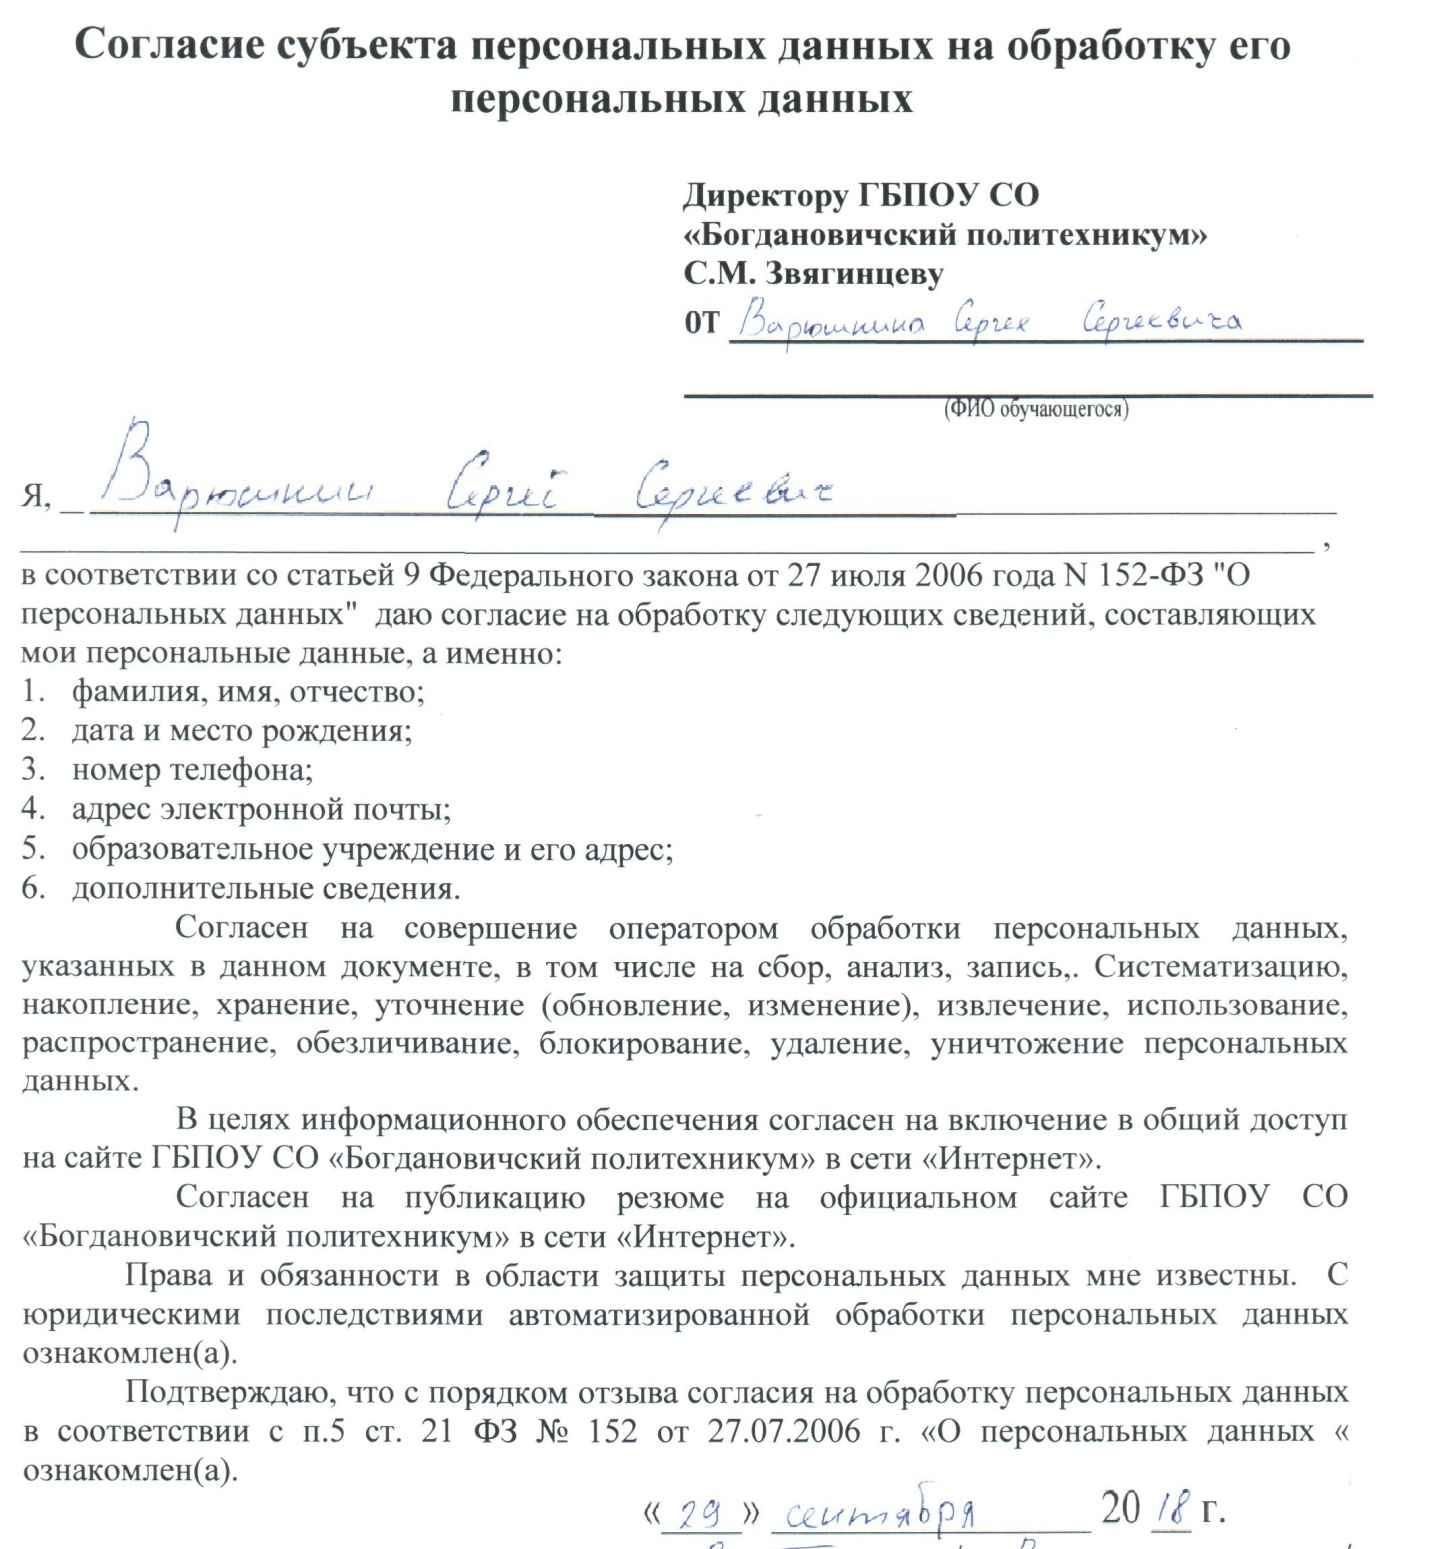 Согласие субъекта персональных данных на обработку его
персональных данных
Директору ГБПОУ СО
«Богдановичский политехникум»
С.М. Звягинцеву
от Варюшкина Сергея Сергеевича
(ФИО обучающегося)
Я, Варюшкин Сергей Сергеевич
,
в соответствии со статьей 9 Федерального закона от 27 июля 2006 года N 152-ФЗ "О
персональных данных" даю согласие на обработку следующих сведений, составляющих
мои персональные данные, а именно:
1. фамилия, имя, отчество;
2. дата и место рождения;
3. номер телефона;
4. адрес электронной почты;
5. образовательное учреждение и его адрес;
6. дополнительные сведения.
Согласен на совершение оператором обработки персональных данных,
указанных в данном документе, в том числе на сбор, анализ, запись,. Систематизацию,
накопление, хранение, уточнение (обновление, изменение), извлечение, использование,
распространение, обезличивание, блокирование, удаление, уничтожение персональных
данных.
В целях информационного обеспечения согласен на включение в общий доступ
на сайте ГБПОУ СО «Богдановичский политехникум» в сети «Интернет».
Согласен на публикацию резюме на официальном сайте ГБПОУ СО
«Богдановичский политехникум» в сети «Интернет».
Права и обязанности в области защиты персональных данных мне известны. С
юридическими последствиями автоматизированной обработки персональных данных
ознакомлен(а).
Подтверждаю, что с порядком отзыва согласия на обработку персональных данных
в соответствии с п.5 ст. 21 ФЗ № 152 от 27.07.2006 г. «О персональных данных «
ознакомлен(а).
«29» сентября 2018 г.